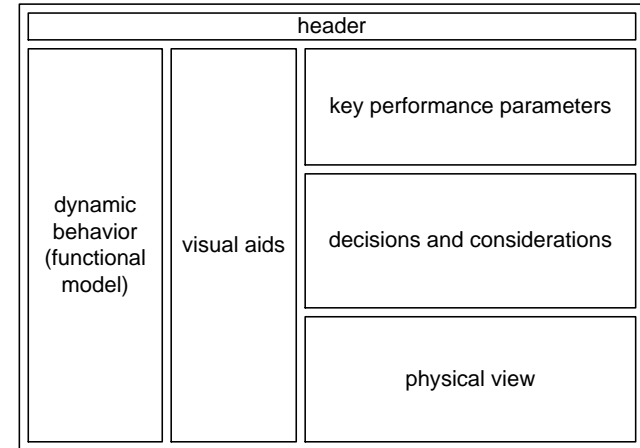 header
dynamic
behavior
(functional
model)
visual aids
key performance parameters
decisions and considerations
physical view